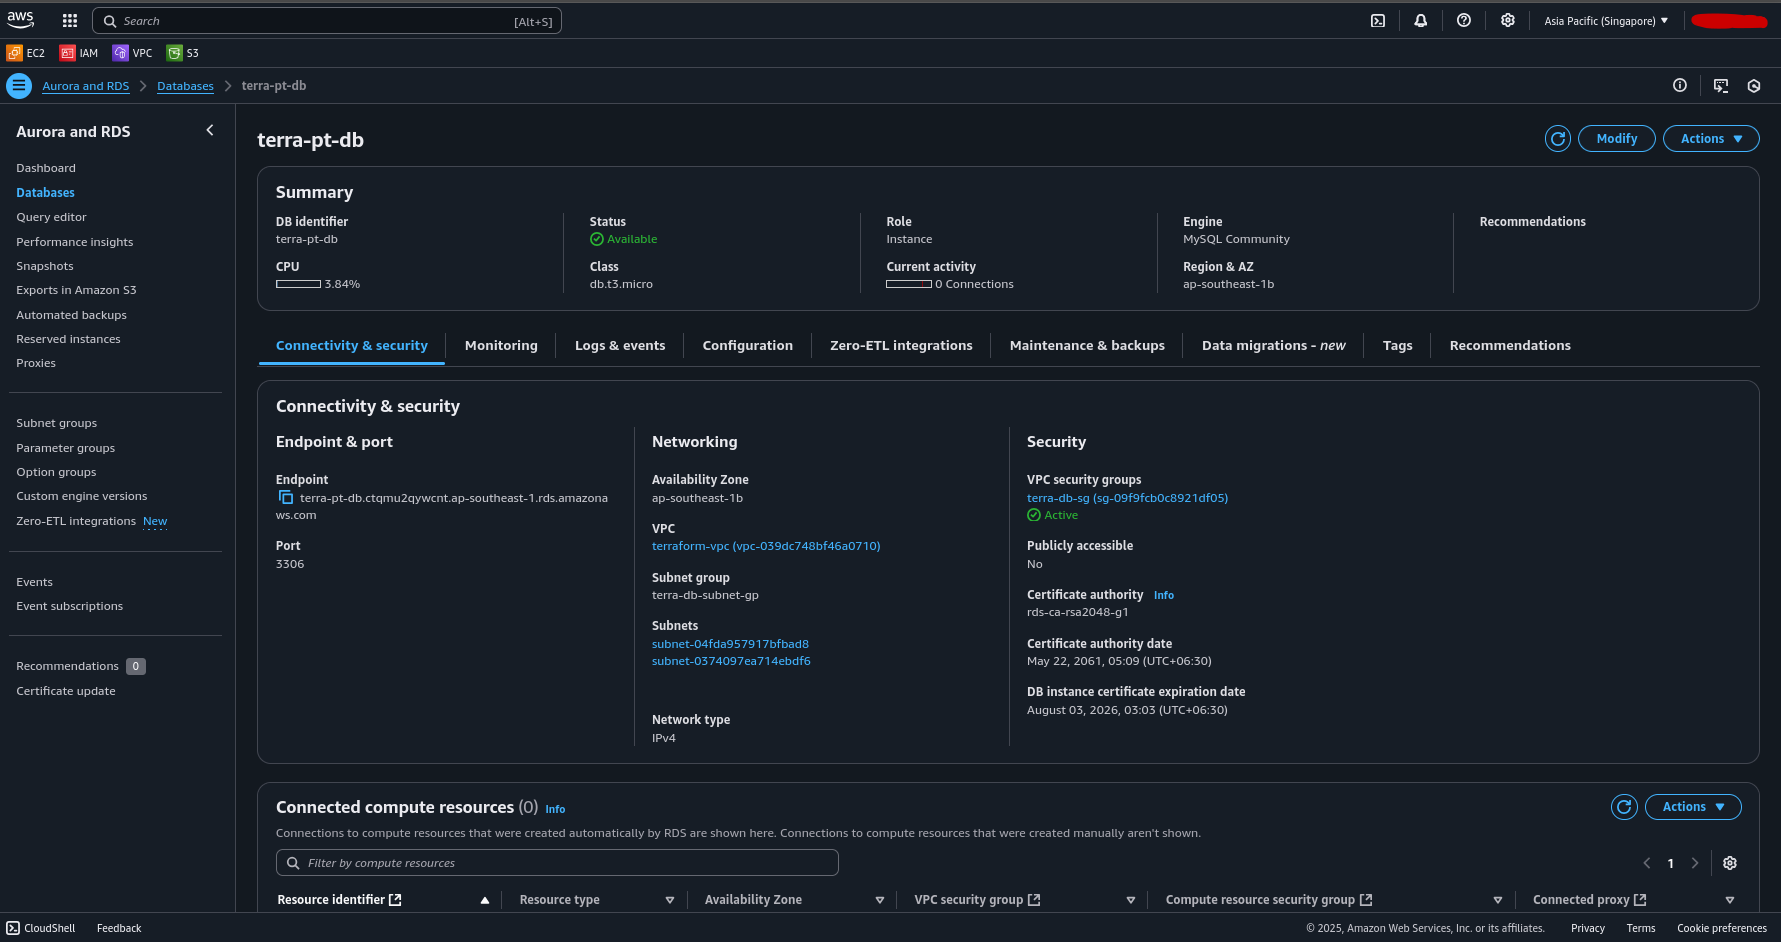 aws
Search
[Alt+S]
Asia Pacific (Singapore)
EC2
IAM
VPC
S3
Aurora and RDS
Databases
terra-pt-db
Aurora and RDS
Dashboard
Databases
Query editor
Performance insights
Snapshots
Exports in Amazon S3
Automated backups
Reserved instances
Proxies
Subnet groups
Parameter groups
Option groups
Custom engine versions
Zero-ETL integrations New
Events
Event subscriptions
Recommendations 0
Certificate update
terra-pt-db
Modify
Actions
Summary
DB identifier
terra-pt-db
Status
Available
Role
Instance
Engine
MySQL Community
Recommendations
CPU
3.84%
Class
db.t3.micro
Current activity
0 Connections
Region & AZ
ap-southeast-1b
Connectivity & security
Monitoring
Logs & events
Configuration
Zero-ETL integrations
Maintenance & backups
Data migrations - new
Tags
Recommendations
Connectivity & security
Endpoint & port
Endpoint
terra-pt-db.ctqmu2qywcnt.ap-southeast-1.rds.amazona
ws.com
Port
3306
Networking
Availability Zone
ap-southeast-1b
VPC
terraform-vpc (vpc-039dc748bf46a0710)
Subnet group
terra-db-subnet-gp
Subnets
subnet-04fda957917bfbad8
subnet-0374097ea714ebdf6
Network type
IPv4
Security
VPC security groups
terra-db-sg (sg-09f9fcb0c8921df05)
Active
Publicly accessible
No
Certificate authority Info
rds-ca-rsa2048-g1
Certificate authority date
May 22, 2061, 05:09 (UTC+06:30)
DB instance certificate expiration date
August 03, 2026, 03:03 (UTC+06:30)
Connected compute resources (0) Info
Actions
Connections to compute resources that were created automatically by RDS are shown here. Connections to compute resources that were created manually aren't shown.
Filter by compute resources
1
Resource identifier
Resource type
Availability Zone
VPC security group
Compute resource security group
Connected proxy
CloudShell
Feedback
© 2025, Amazon Web Services, Inc. or its affiliates.
Privacy
Terms
Cookie preferences